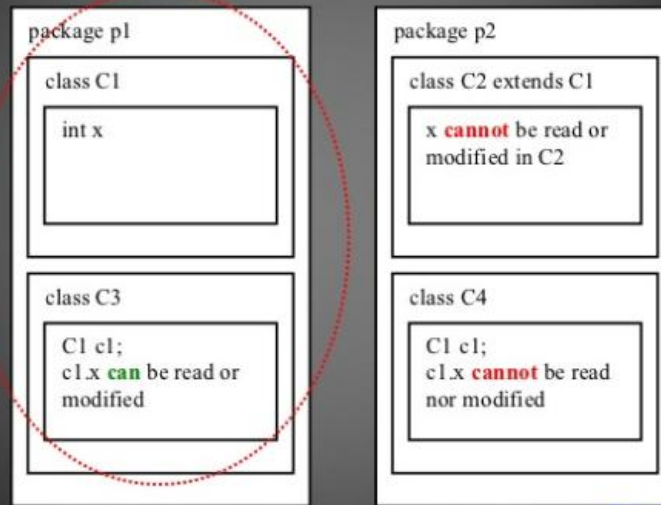 package p1
class C1
int x
class C3
C1 c1;
c1.x can be read or
modified
package p2
class C2 extends C1
x cannot be read or
modified in C2
class C4
C1 c1;
c1.x cannot be read
nor modified